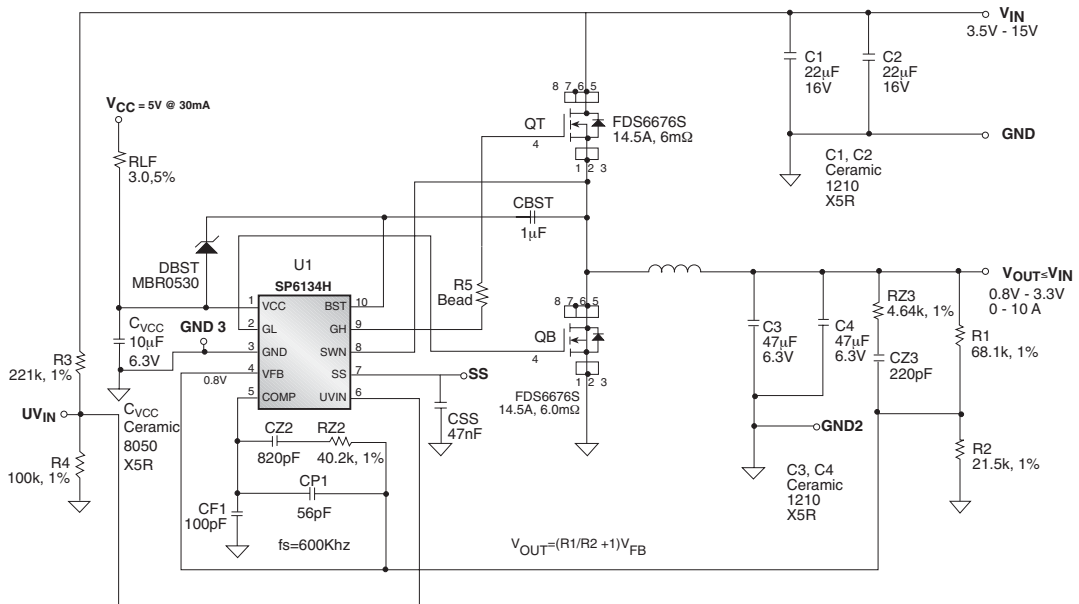 VIN
3.5V - 15V
C1
22µF
16V
C2
22µF
16V
GND
C1, C2
Ceramic
1210
X5R
VCC = 5V @ 30mA
RLF
3.0,5%
8 7 6 5
QT
4
FDS6676S
14.5A, 6mΩ
1 2 3
CBST
1µF
DBST
MBR0530
R5
Bead
U1
SP6134H
1 VCC
2 GL
3 GND
4 VFB
5 COMP
BST 10
GH 9
SWN 8
SS 7
UVIN 6
0.8V
GND 3
CVCC
10µF
6.3V
R3
221k, 1%
UVIN
CVCC
Ceramic
8050
X5R
R4
100k, 1%
SS
CSS
47nF
CZ2
820pF
RZ2
40.2k, 1%
CP1
56pF
CF1
100pF
fs=600Khz
8 7 6 5
QB
4
1 2 3
FDS6676S
14.5A, 6.0mΩ
VOUT≤VIN
0.8V - 3.3V
0 - 10 A
C3
47µF
6.3V
C4
47µF
6.3V
RZ3
4.64k, 1%
CZ3
220pF
R1
68.1k, 1%
GND2
R2
21.5k, 1%
C3, C4
Ceramic
1210
X5R
VOUT=(R1/R2 +1)VFB